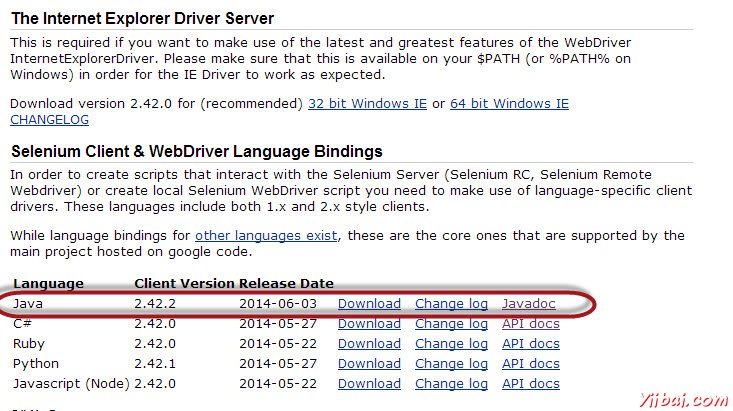 The Internet Explorer Driver Server
This is required if you want to make use of the latest and greatest features of the WebDriver
InternetExplorerDriver. Please make sure that this is available on your $PATH (or %PATH% on
Windows) in order for the IE Driver to work as expected.
Download version 2.42.0 for (recommended) 32 bit Windows IE or 64 bit Windows IE
CHANGELOG
Selenium Client & WebDriver Language Bindings
In order to create scripts that interact with the Selenium Server (Selenium RC, Selenium Remote
Webdriver) or create local Selenium WebDriver script you need to make use of language-specific client
drivers. These languages include both 1.x and 2.x style clients.
While language bindings for other languages exist, these are the core ones that are supported by the
main project hosted on google code.
Language Client Version Release Date
Java 2.42.2 2014-06-03 Download Change log Javadoc
C# 2.42.0 2014-05-27 Download Change log API docs
Ruby 2.42.0 2014-05-22 Download Change log API docs
Python 2.42.1 2014-05-27 Download Change log API docs
Javascript (Node) 2.42.0 2014-05-22 Download Change log API docs
Yiibai.com